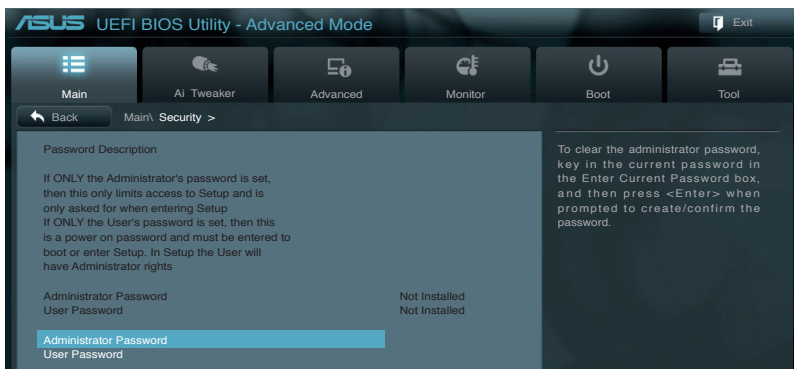 ASUS UEFI BIOS Utility - Advanced Mode
Exit
Main
Ai Tweaker
Advanced
Monitor
Boot
Tool
Back
Main\ Security >
Password Description
If ONLY the Administrator's password is set,
then this only limits access to Setup and is
only asked for when entering Setup
If ONLY the User's password is set, then this
is a power on password and must be entered to
boot or enter Setup. In Setup the User will
have Administrator rights
Administrator Password Not Installed
User Password Not Installed
Administrator Password
User Password
To clear the administrator password,
key in the current password in
the Enter Current Password box,
and then press <Enter> when
prompted to create/confirm the
password.